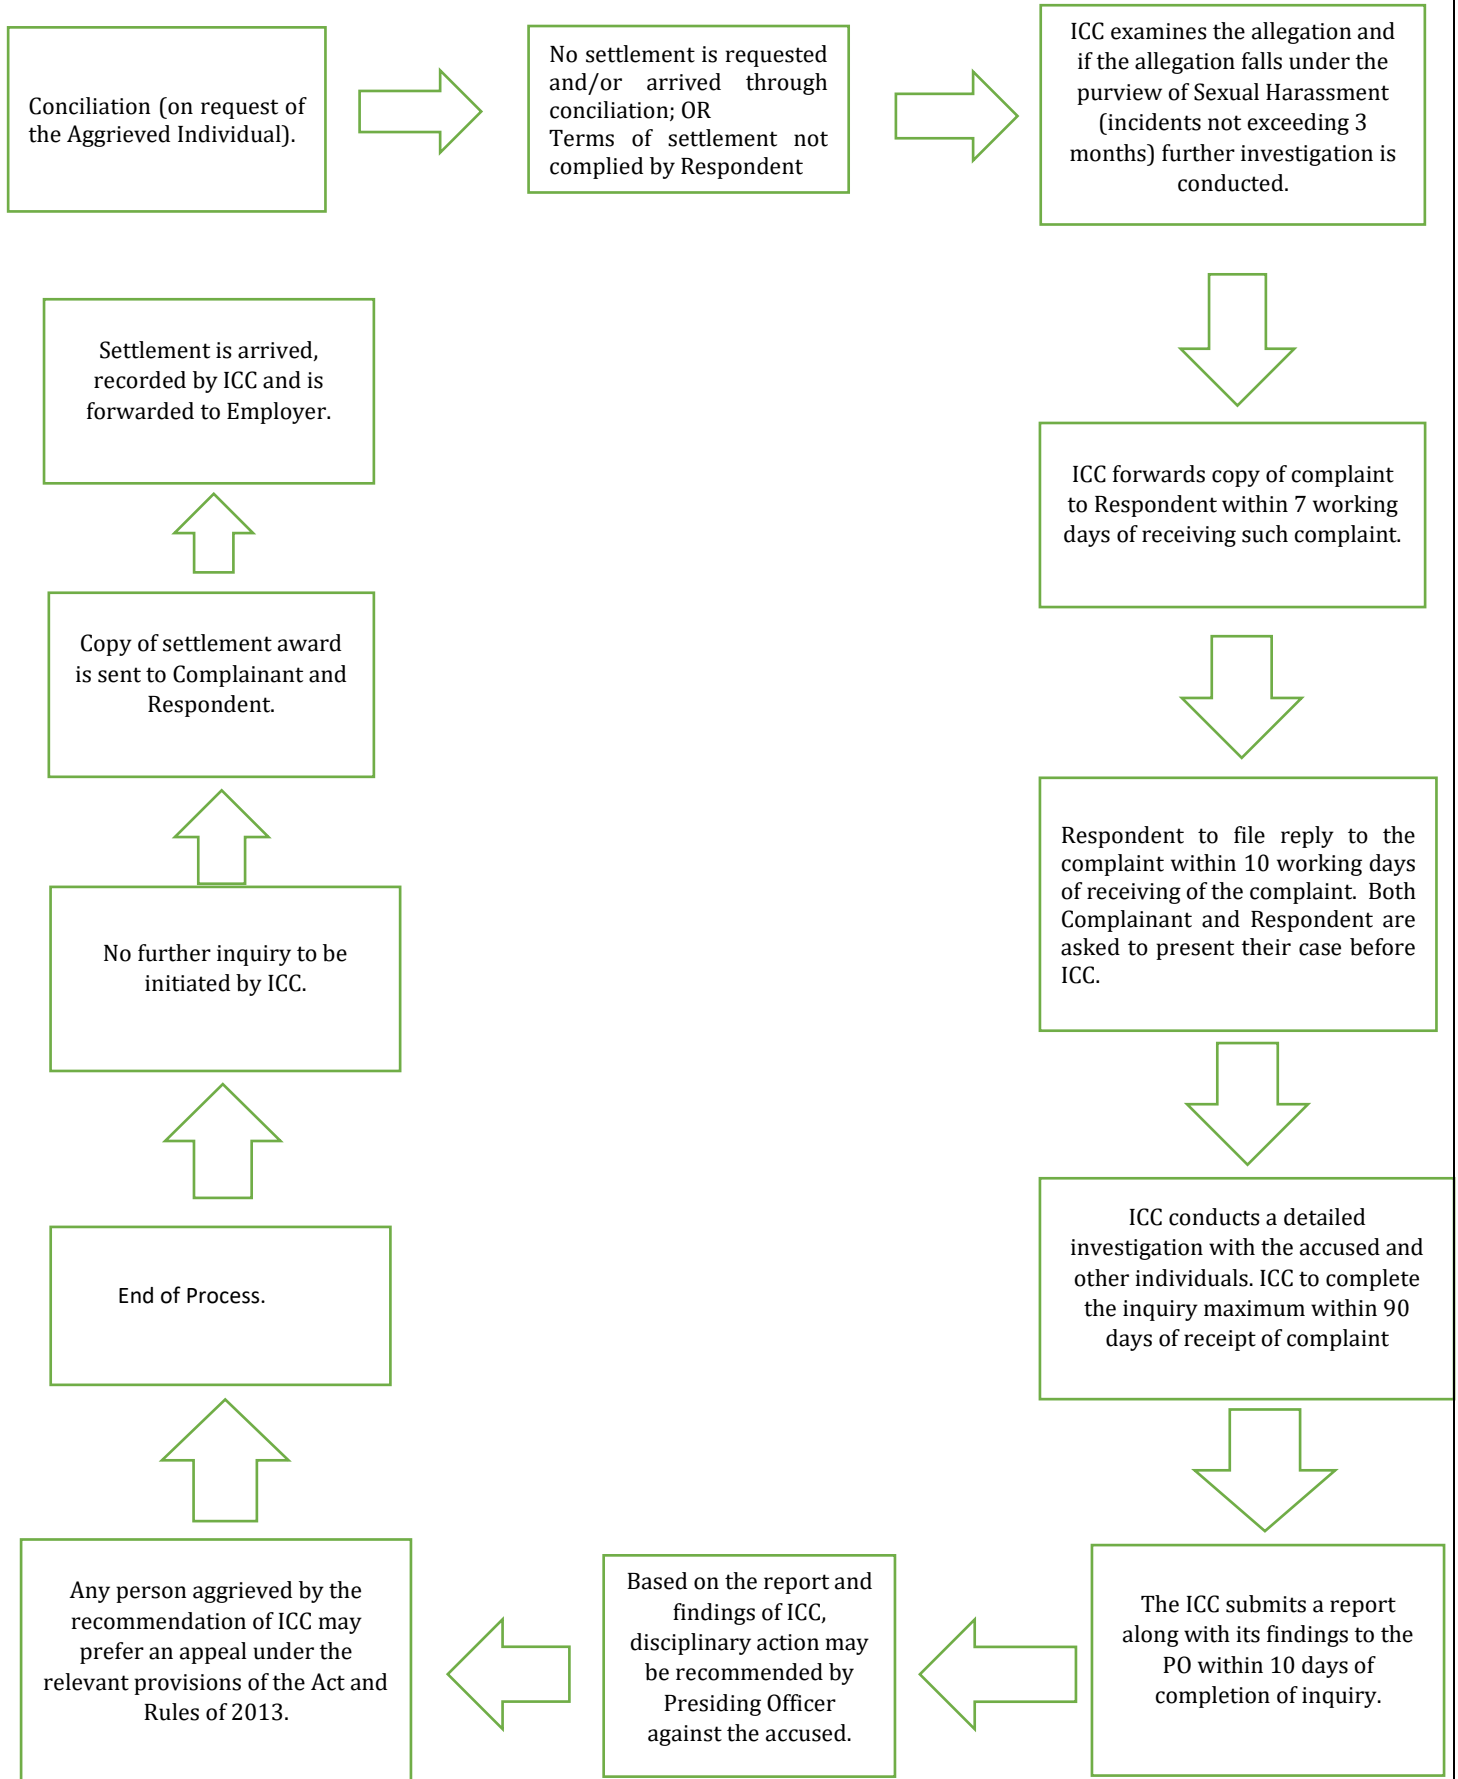 Conciliation (on request of
the Aggrieved Individual).
No settlement is requested
and/or arrived through
conciliation; OR
Terms of settlement not
complied by Respondent
ICC examines the allegation and
if the allegation falls under the
purview of Sexual Harassment
(incidents not exceeding 3
months) further investigation is
conducted.
ICC forwards copy of complaint
to Respondent within 7 working
days of receiving such complaint.
Respondent to file reply to the
complaint within 10 working days
of receiving of the complaint. Both
Complainant and Respondent are
asked to present their case before
ICC.
ICC conducts a detailed
investigation with the accused and
other individuals. ICC to complete
the inquiry maximum within 90
days of receipt of complaint
The ICC submits a report
along with its findings to the
PO within 10 days of
completion of inquiry.
Based on the report and
findings of ICC,
disciplinary action may
be recommended by
Presiding Officer
against the accused.
Any person aggrieved by the
recommendation of ICC may
prefer an appeal under the
relevant provisions of the Act and
Rules of 2013.
End of Process.
No further inquiry to be
initiated by ICC.
Copy of settlement award
is sent to Complainant and
Respondent.
Settlement is arrived,
recorded by ICC and is
forwarded to Employer.